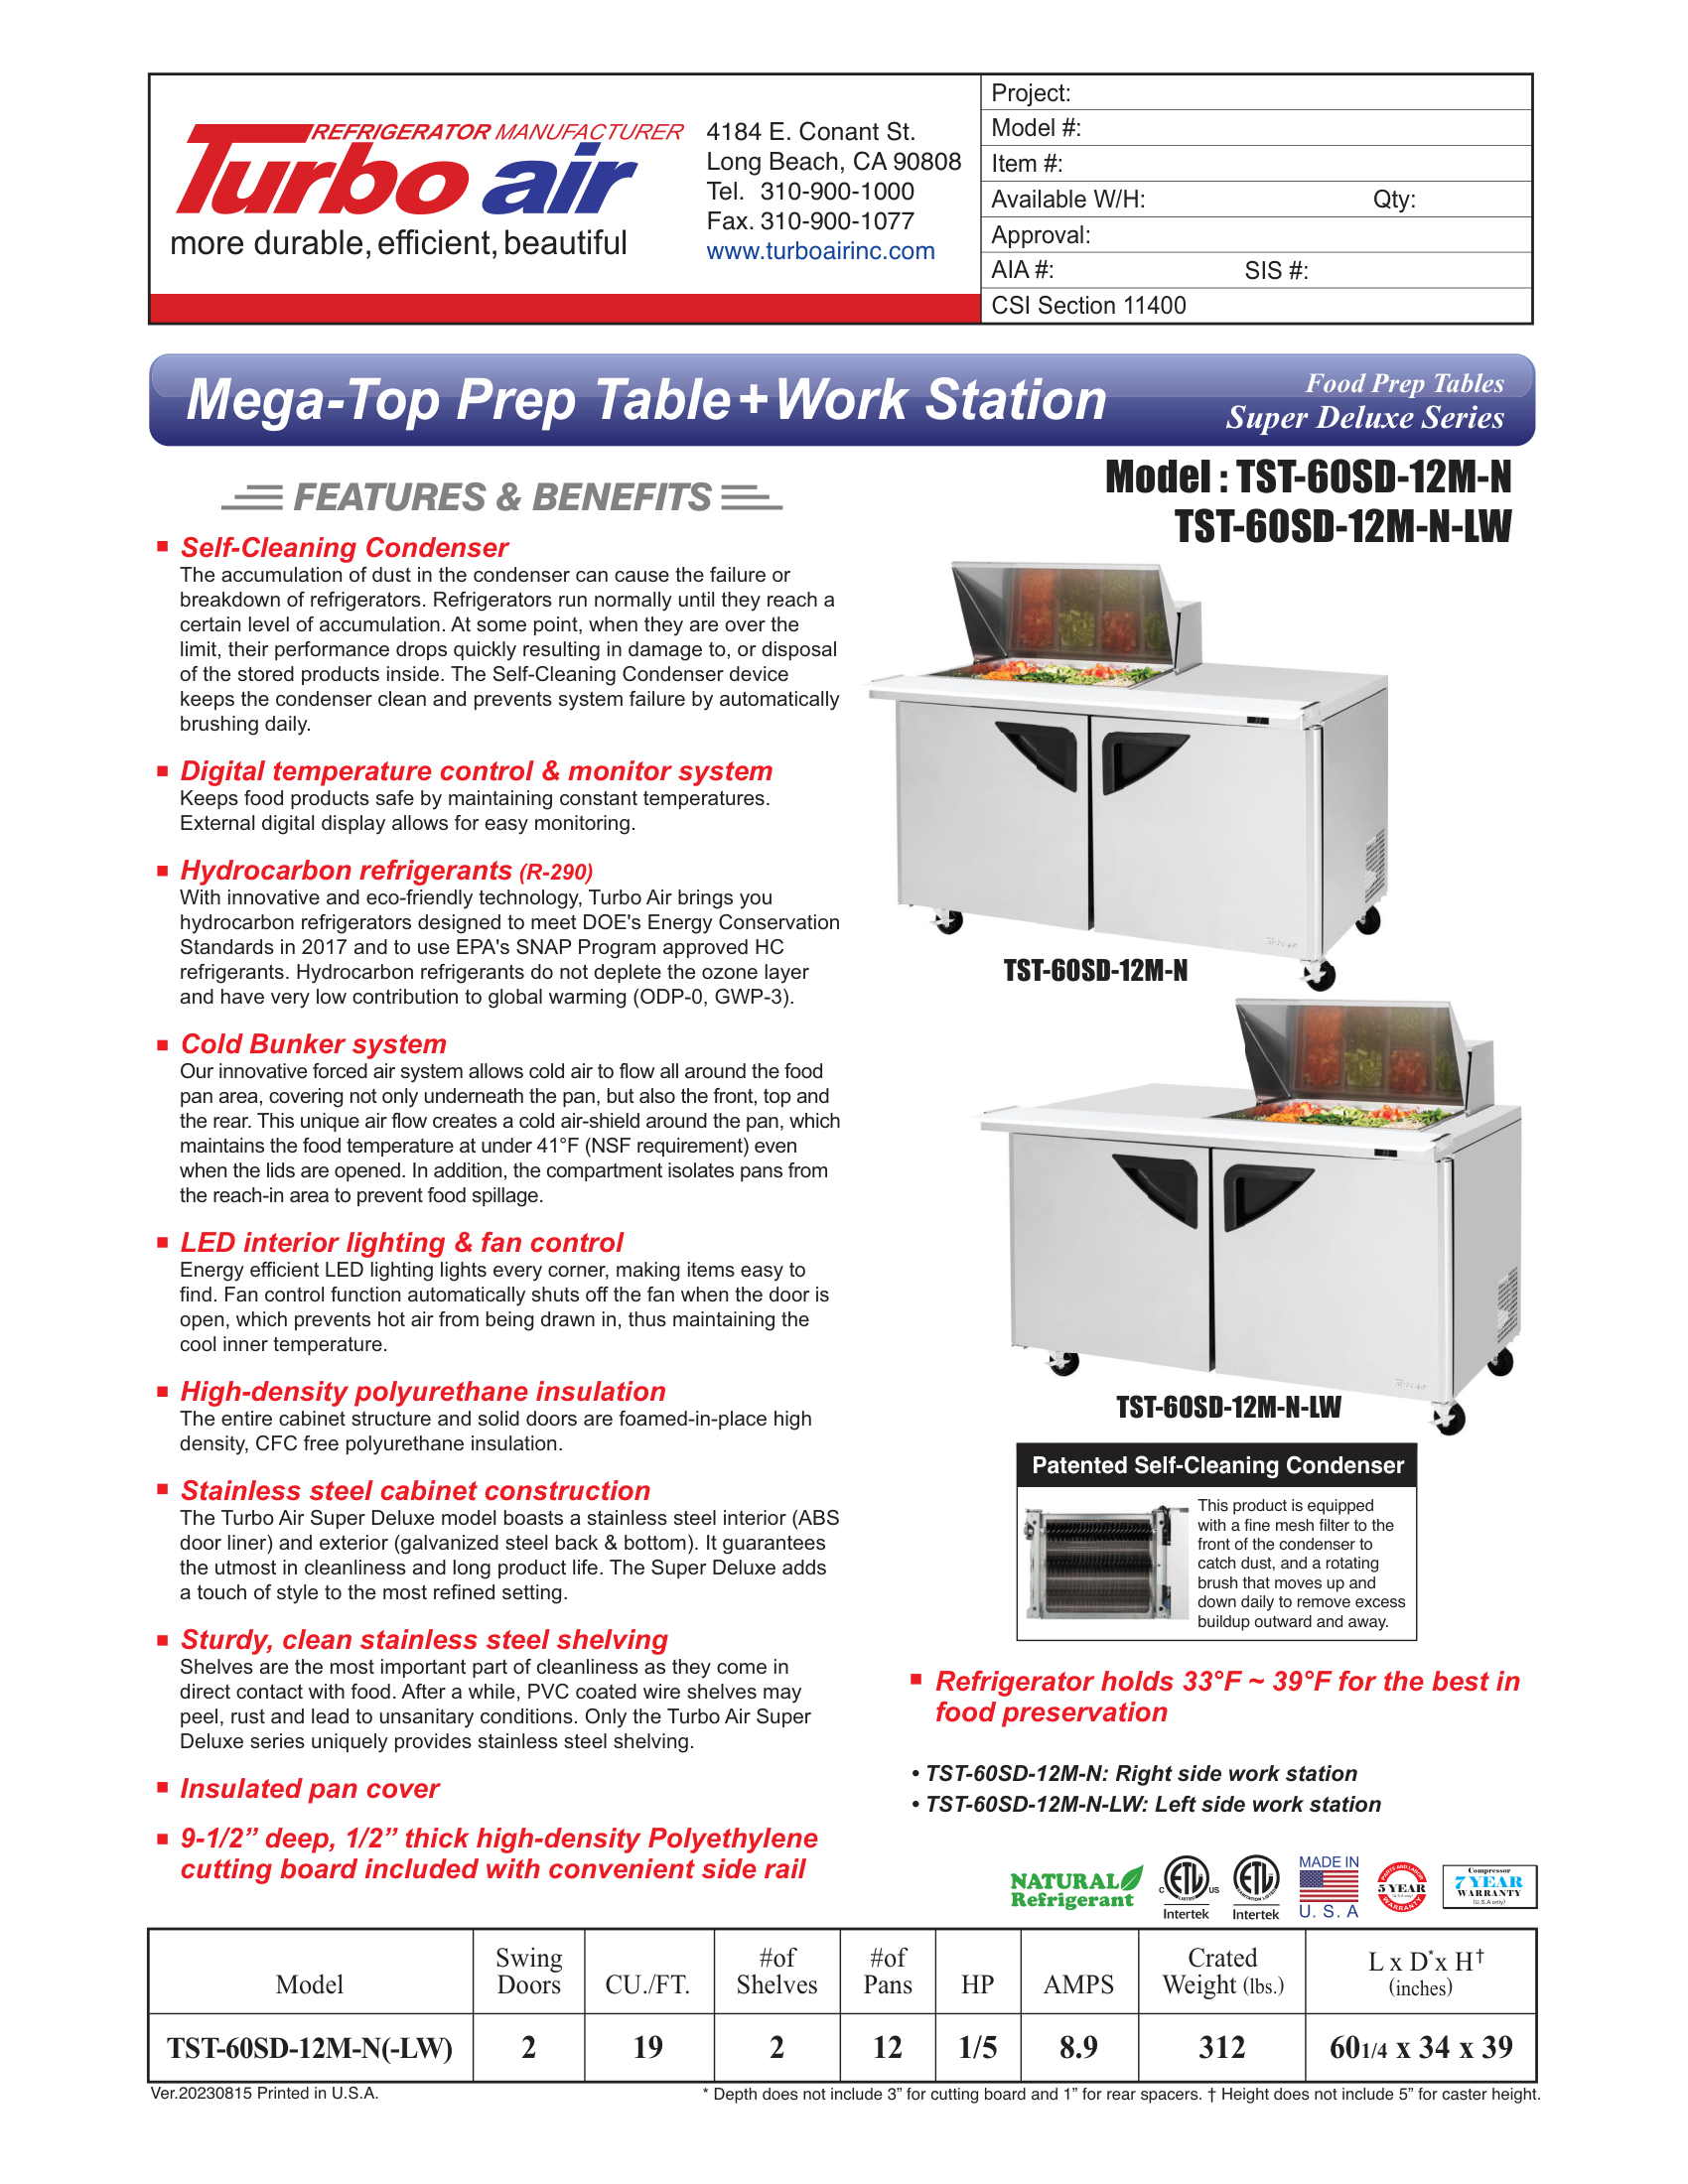 REFRIGERATOR MANUFACTURER
Turbo air
more durable, efficient, beautiful
4184 E. Conant St.
Long Beach, CA 90808
Tel. 310-900-1000
Fax. 310-900-1077
www.turboairinc.com
Project:
Model #:
Item #:
Available W/H: Qty:
Approval:
AIA #: SIS #:
CSI Section 11400
Mega-Top Prep Table+Work Station
Food Prep Tables
Super Deluxe Series
Model : TST-60SD-12M-N
TST-60SD-12M-N-LW
FEATURES & BENEFITS
Self-Cleaning Condenser
The accumulation of dust in the condenser can cause the failure or
breakdown of refrigerators. Refrigerators run normally until they reach a
certain level of accumulation. At some point, when they are over the
limit, their performance drops quickly resulting in damage to, or disposal
of the stored products inside. The Self-Cleaning Condenser device
keeps the condenser clean and prevents system failure by automatically
brushing daily.
Digital temperature control & monitor system
Keeps food products safe by maintaining constant temperatures.
External digital display allows for easy monitoring.
Hydrocarbon refrigerants (R-290)
With innovative and eco-friendly technology, Turbo Air brings you
hydrocarbon refrigerators designed to meet DOE's Energy Conservation
Standards in 2017 and to use EPA's SNAP Program approved HC
refrigerants. Hydrocarbon refrigerants do not deplete the ozone layer
and have very low contribution to global warming (ODP-0, GWP-3).
Cold Bunker system
Our innovative forced air system allows cold air to flow all around the food
pan area, covering not only underneath the pan, but also the front, top and
the rear. This unique air flow creates a cold air-shield around the pan, which
maintains the food temperature at under 41°F (NSF requirement) even
when the lids are opened. In addition, the compartment isolates pans from
the reach-in area to prevent food spillage.
LED interior lighting & fan control
Energy efficient LED lighting lights every corner, making items easy to
find. Fan control function automatically shuts off the fan when the door is
open, which prevents hot air from being drawn in, thus maintaining the
cool inner temperature.
High-density polyurethane insulation
The entire cabinet structure and solid doors are foamed-in-place high
density, CFC free polyurethane insulation.
Stainless steel cabinet construction
The Turbo Air Super Deluxe model boasts a stainless steel interior (ABS
door liner) and exterior (galvanized steel back & bottom). It guarantees
the utmost in cleanliness and long product life. The Super Deluxe adds
a touch of style to the most refined setting.
Sturdy, clean stainless steel shelving
Shelves are the most important part of cleanliness as they come in
direct contact with food. After a while, PVC coated wire shelves may
peel, rust and lead to unsanitary conditions. Only the Turbo Air Super
Deluxe series uniquely provides stainless steel shelving.
Insulated pan cover
9-1/2” deep, 1/2” thick high-density Polyethylene
cutting board included with convenient side rail
TST-60SD-12M-N
TST-60SD-12M-N-LW
Patented Self-Cleaning Condenser
This product is equipped
with a fine mesh filter to the
front of the condenser to
catch dust, and a rotating
brush that moves up and
down daily to remove excess
buildup outward and away.
Refrigerator holds 33°F ~ 39°F for the best in
food preservation
• TST-60SD-12M-N: Right side work station
• TST-60SD-12M-N-LW: Left side work station
NATURAL
Refrigerant
C ETL US
LISTED
Intertek
ETL
SANITATION LISTED
Intertek
MADE IN
U. S. A
PARTS AND LABOR
5 YEAR
(U.S.A only)
WARRANTY
Compressor
7 YEAR
WARRANTY
(U.S.A only)
Model Swing Doors CU./FT. #of Shelves #of Pans HP AMPS Crated Weight (lbs.) L x D* x H† (inches)
TST-60SD-12M-N(-LW) 2 19 2 12 1/5 8.9 312 60 1/4 x 34 x 39
Ver.20230815 Printed in U.S.A.
* Depth does not include 3” for cutting board and 1” for rear spacers. † Height does not include 5” for caster height.